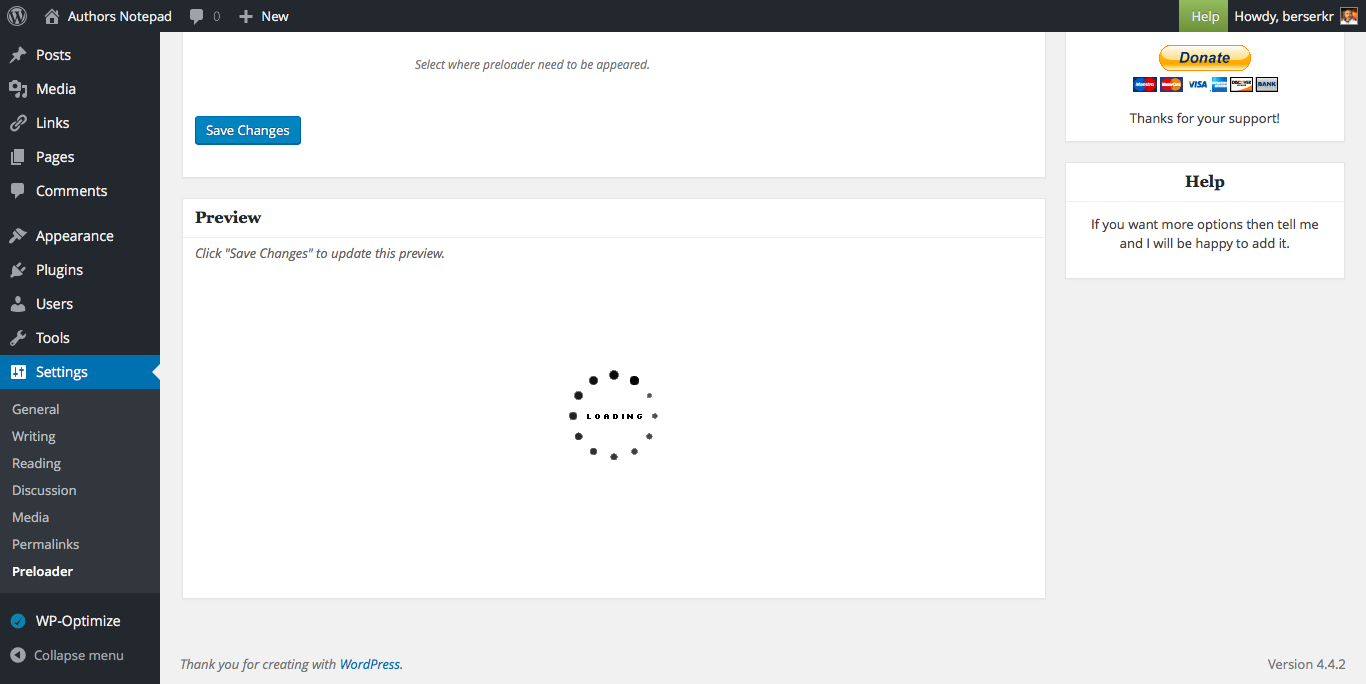 Authors Notepad
0
New
Help
Howdy, berserkr
Posts
Media
Links
Pages
Comments
Appearance
Plugins
Users
Tools
Settings
General
Writing
Reading
Discussion
Media
Permalinks
Preloader
WP-Optimize
Collapse menu
Select where preloader need to be appeared.
Save Changes
Preview
Click "Save Changes" to update this preview.
LOADING
Donate
Maestro MasterCard VISA DISCOVER BANK
Thanks for your support!
Help
If you want more options then tell me
and I will be happy to add it.
Thank you for creating with WordPress.
Version 4.4.2